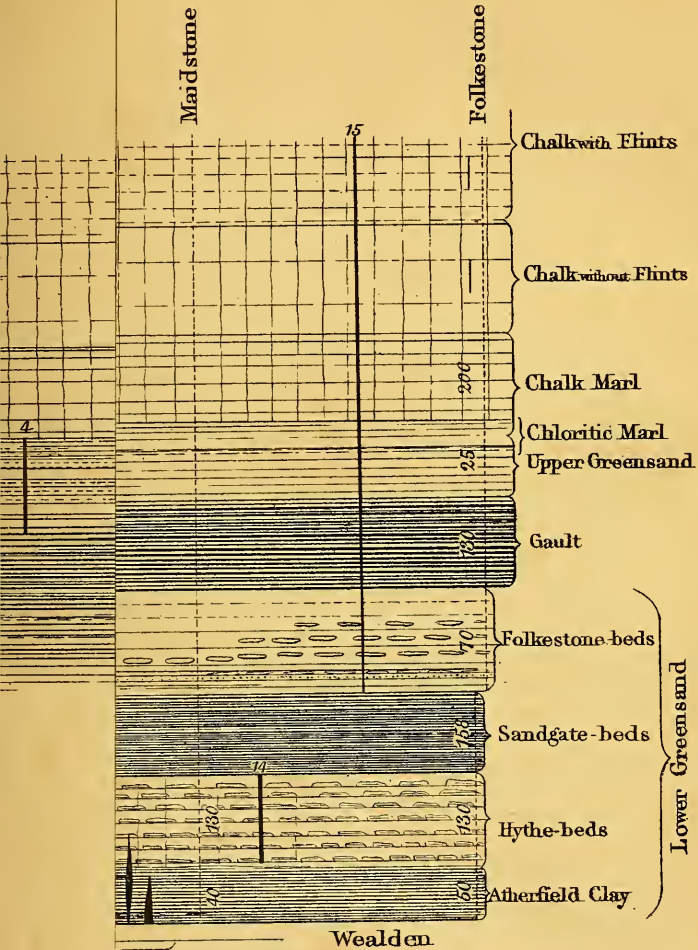 Maidstone
Folkestone
15
Chalk with Flints
Chalk without Flints
200
Chalk Marl
4
Chloritic Marl
25
Upper Greensand
130
Gault
70
Folkestone-beds
158
Sandgate-beds
14
130
130
Hythe-beds
40
50
Atherfield Clay
Lower Greensand
Wealden